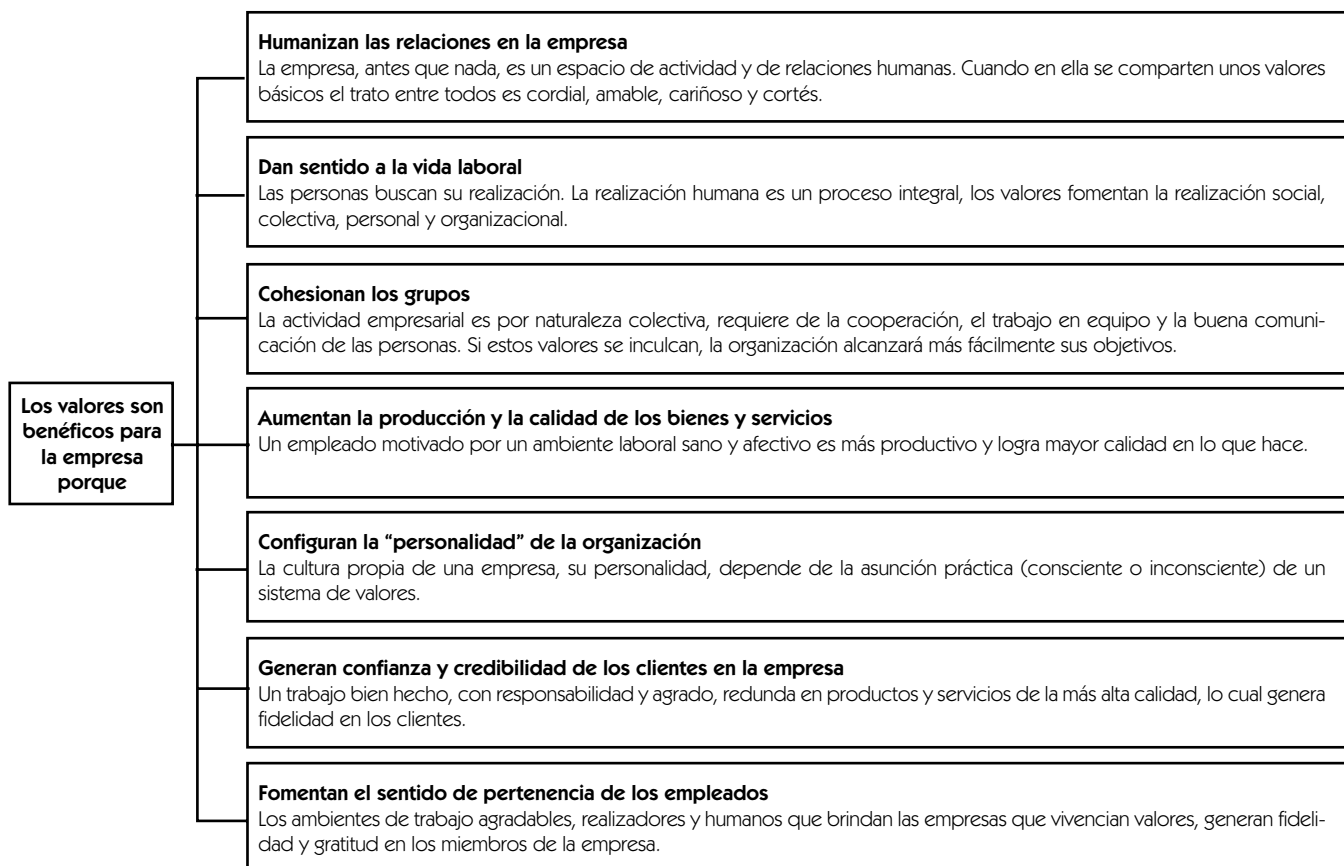 Humanizan las relaciones en la empresa
La empresa, antes que nada, es un espacio de actividad y de relaciones humanas. Cuando en ella se comparten unos valores
básicos el trato entre todos es cordial, amable, cariñoso y cortés.
Dan sentido a la vida laboral
Las personas buscan su realización. La realización humana es un proceso integral, los valores fomentan la realización social,
colectiva, personal y organizacional.
Cohesionan los grupos
La actividad empresarial es por naturaleza colectiva, requiere de la cooperación, el trabajo en equipo y la buena comuni-
cación de las personas. Si estos valores se inculcan, la organización alcanzará más fácilmente sus objetivos.
Los valores son
benéficos para
la empresa
porque
Aumentan la producción y la calidad de los bienes y servicios
Un empleado motivado por un ambiente laboral sano y afectivo es más productivo y logra mayor calidad en lo que hace.
Configuran la “personalidad” de la organización
La cultura propia de una empresa, su personalidad, depende de la asunción práctica (consciente o inconsciente) de un
sistema de valores.
Generan confianza y credibilidad de los clientes en la empresa
Un trabajo bien hecho, con responsabilidad y agrado, redunda en productos y servicios de la más alta calidad, lo cual genera
fidelidad en los clientes.
Fomentan el sentido de pertenencia de los empleados
Los ambientes de trabajo agradables, realizadores y humanos que brindan las empresas que vivencian valores, generan fideli-
dad y gratitud en los miembros de la empresa.